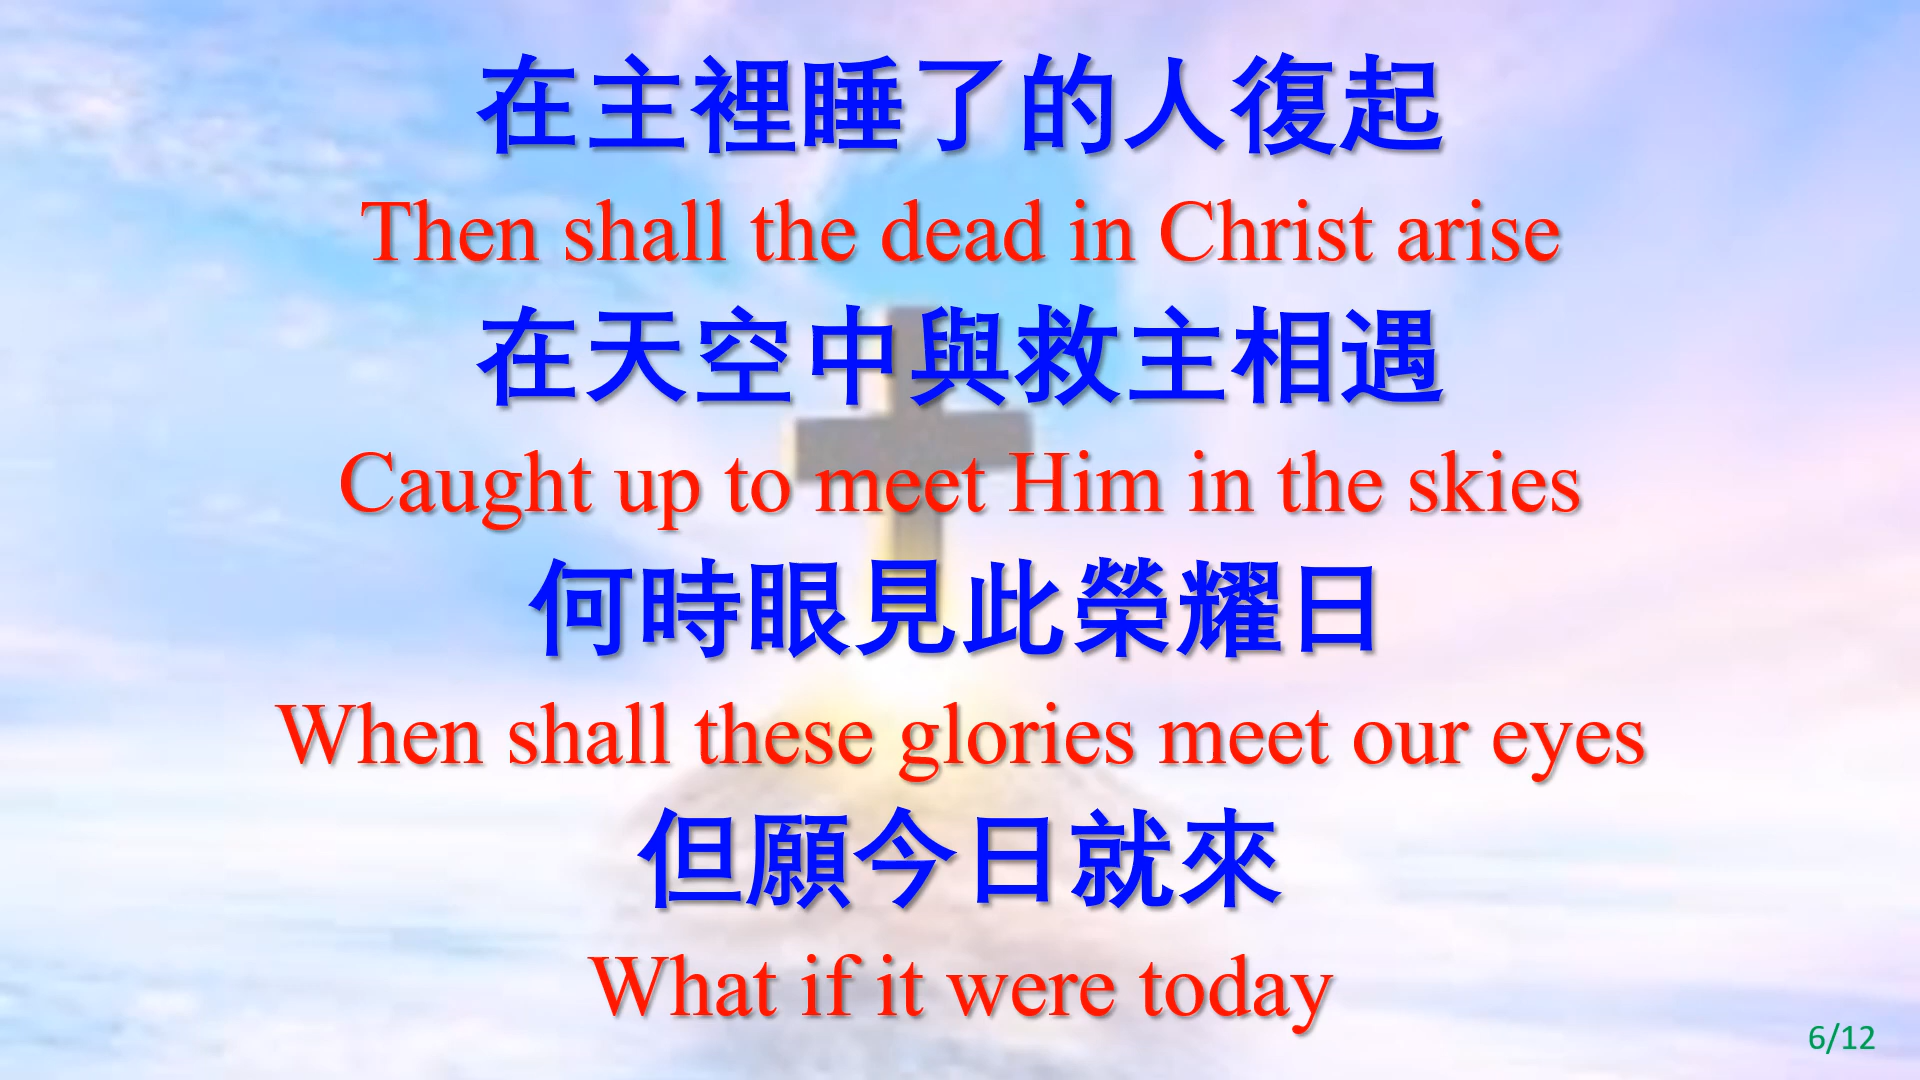 在主裡睡了的人復起
Then shall the dead in Christ arise
在天空中與救主相遇
Caught up to meet Him in the skies
何時眼見此榮耀日
When shall these glories meet our eyes
但願今日就來
What if it were today
6/12